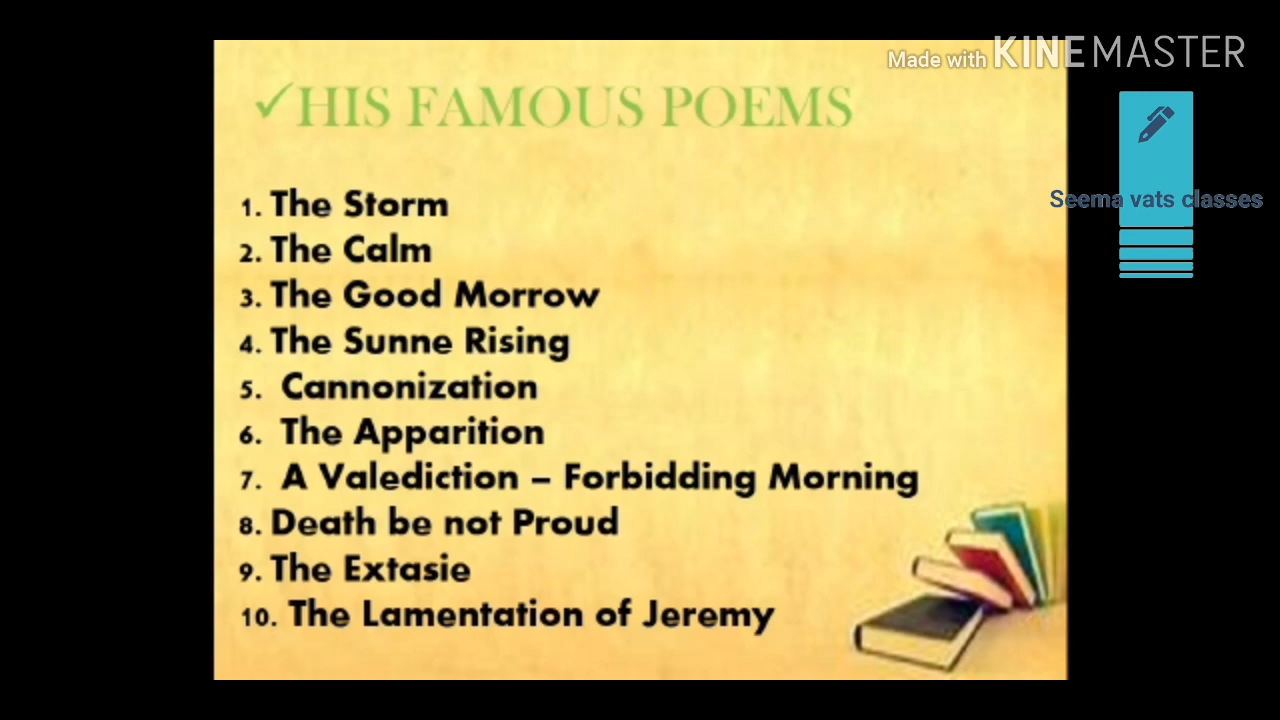 Made with KINEMASTER
✓HIS FAMOUS POEMS
Seema vats classes
1. The Storm
2. The Calm
3. The Good Morrow
4. The Sunne Rising
5. Cannonization
6. The Apparition
7. A Valediction – Forbidding Morning
8. Death be not Proud
9. The Extasie
10. The Lamentation of Jeremy